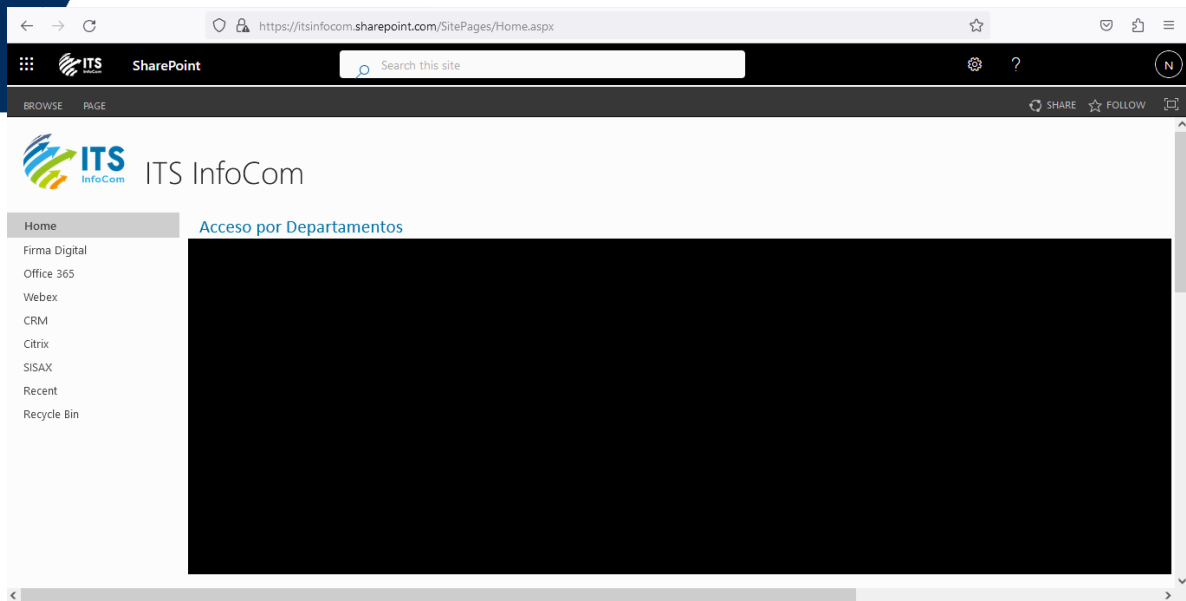 https://itsinfocom.sharepoint.com/SitePages/Home.aspx
ITS InfoCom SharePoint Search this site ? N
BROWSE PAGE SHARE FOLLOW
ITS InfoCom ITS InfoCom
Home
Acceso por Departamentos
Firma Digital
Office 365
Webex
CRM
Citrix
SISAX
Recent
Recycle Bin